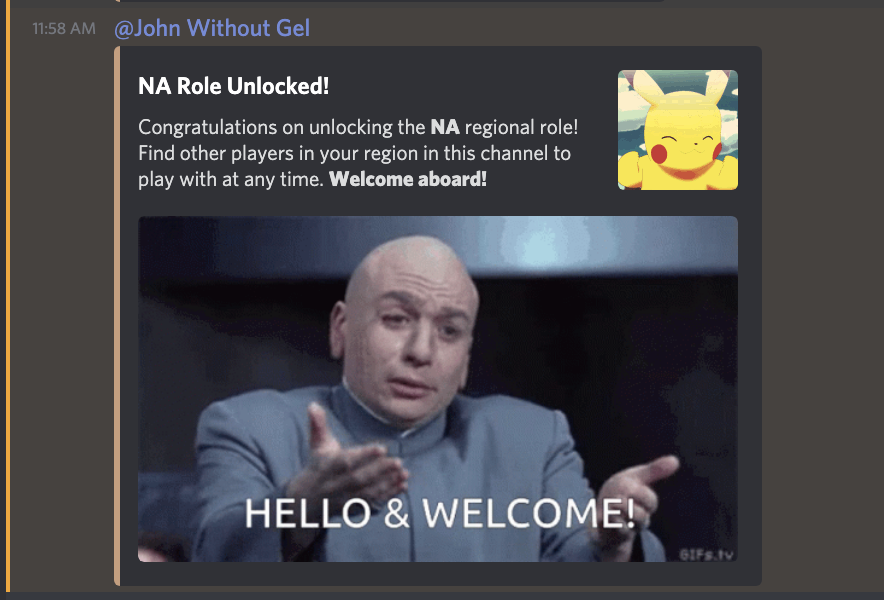 11:58 AM @John Without Gel
NA Role Unlocked!
Congratulations on unlocking the NA regional role!
Find other players in your region in this channel to
play with at any time. Welcome aboard!
HELLO & WELCOME!
GIFs.tv